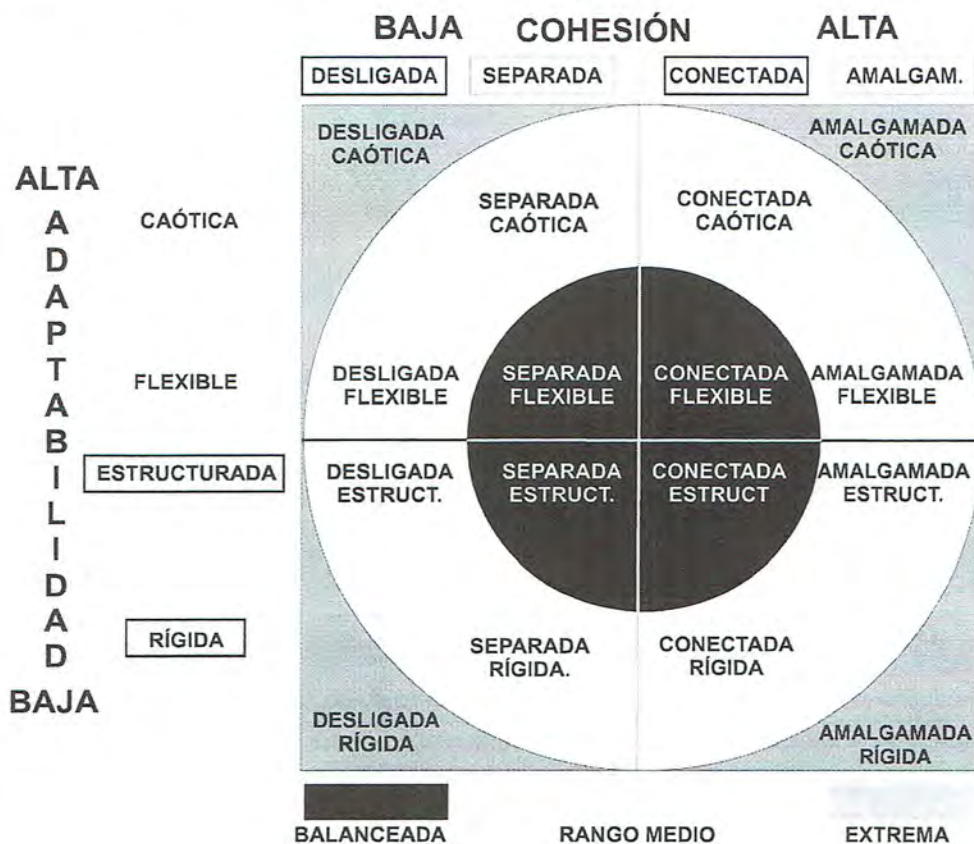 BAJA COHESIÓN ALTA
DESLIGADA SEPARADA CONECTADA AMALGAM.
DESLIGADA
CAÓTICA
AMALGAMADA
CAÓTICA
SEPARADA
CAÓTICA
CONECTADA
CAÓTICA
ALTA
A
D
A
P
T
A
B
I
L
I
D
A
D
BAJA
CAÓTICA
FLEXIBLE
ESTRUCTURADA
RÍGIDA
DESLIGADA
FLEXIBLE
SEPARADA
FLEXIBLE
CONECTADA
FLEXIBLE
AMALGAMADA
FLEXIBLE
DESLIGADA
ESTRUCT.
SEPARADA
ESTRUCT.
CONECTADA
ESTRUCT
AMALGAMADA
ESTRUCT.
SEPARADA
RÍGIDA.
CONECTADA
RÍGIDA
DESLIGADA
RÍGIDA
AMALGAMADA
RÍGIDA
BALANCEADA RANGO MEDIO EXTREMA